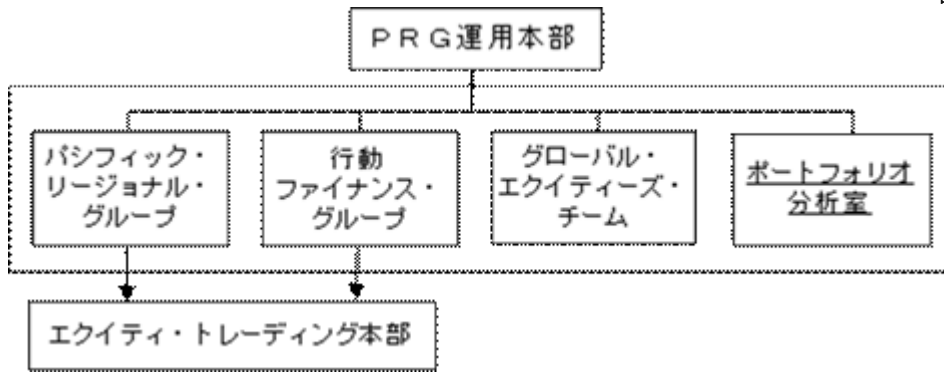 ＰＲＧ運用本部
パシフィック・
リージョナル・
グループ
行動
ファイナンス・
グループ
グローバル・
エクイティーズ・
チーム
ポートフォリオ
分析室
エクイティ・トレーディング本部